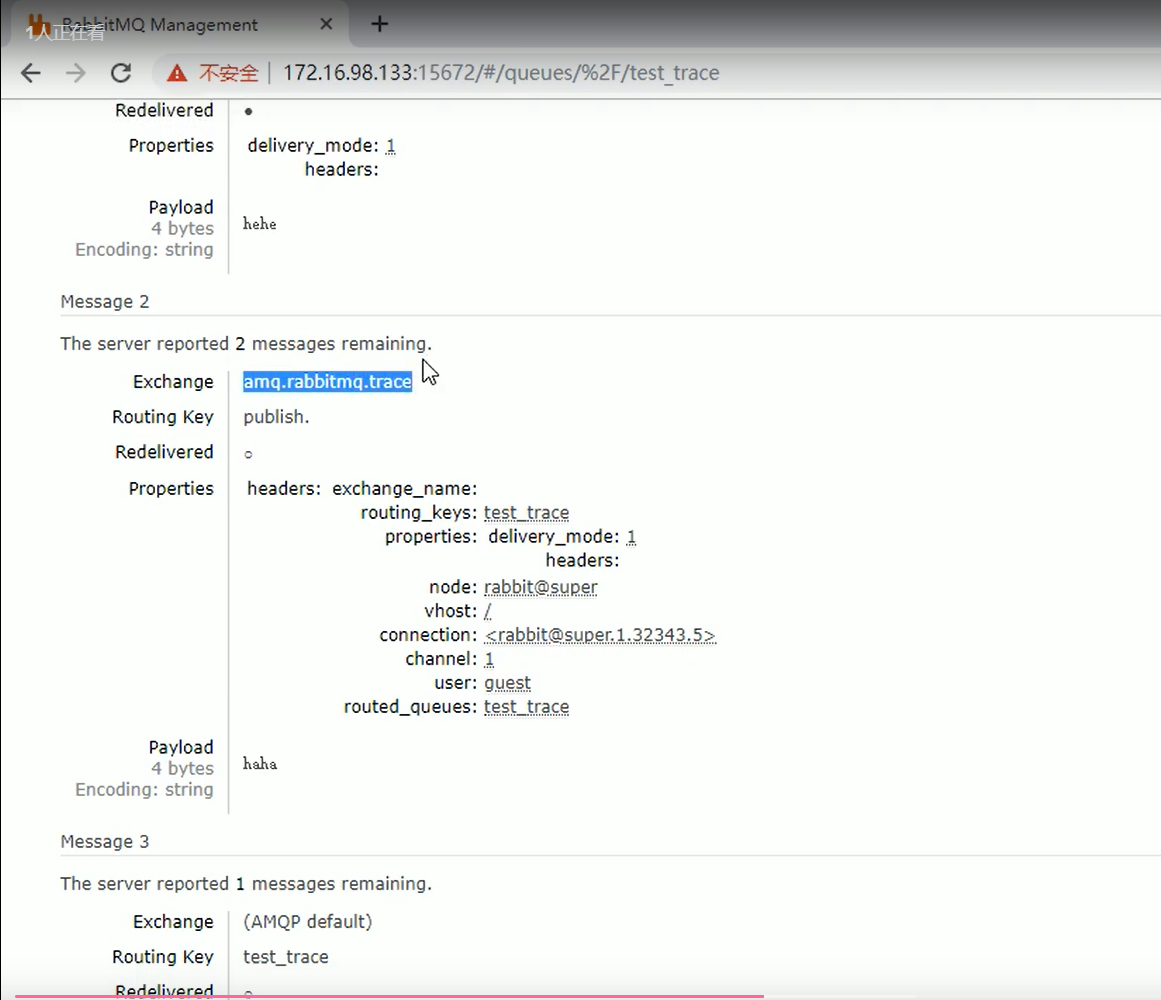 RabbitMQ Management
1人正在看
不安全 172.16.98.133:15672/#/queues/%2F/test_trace
Redelivered ●
Properties delivery_mode: 1
headers:
Payload
4 bytes
Encoding: string
hehe
Message 2
The server reported 2 messages remaining.
Exchange amq.rabbitmq.trace
Routing Key publish.
Redelivered ○
Properties headers: exchange_name:
routing_keys: test_trace
properties: delivery_mode: 1
headers:
node: rabbit@super
vhost: /
connection: <rabbit@super.1.32343.5>
channel: 1
user: guest
routed_queues: test_trace
Payload
4 bytes
Encoding: string
haha
Message 3
The server reported 1 messages remaining.
Exchange (AMQP default)
Routing Key test_trace
Redelivered ○